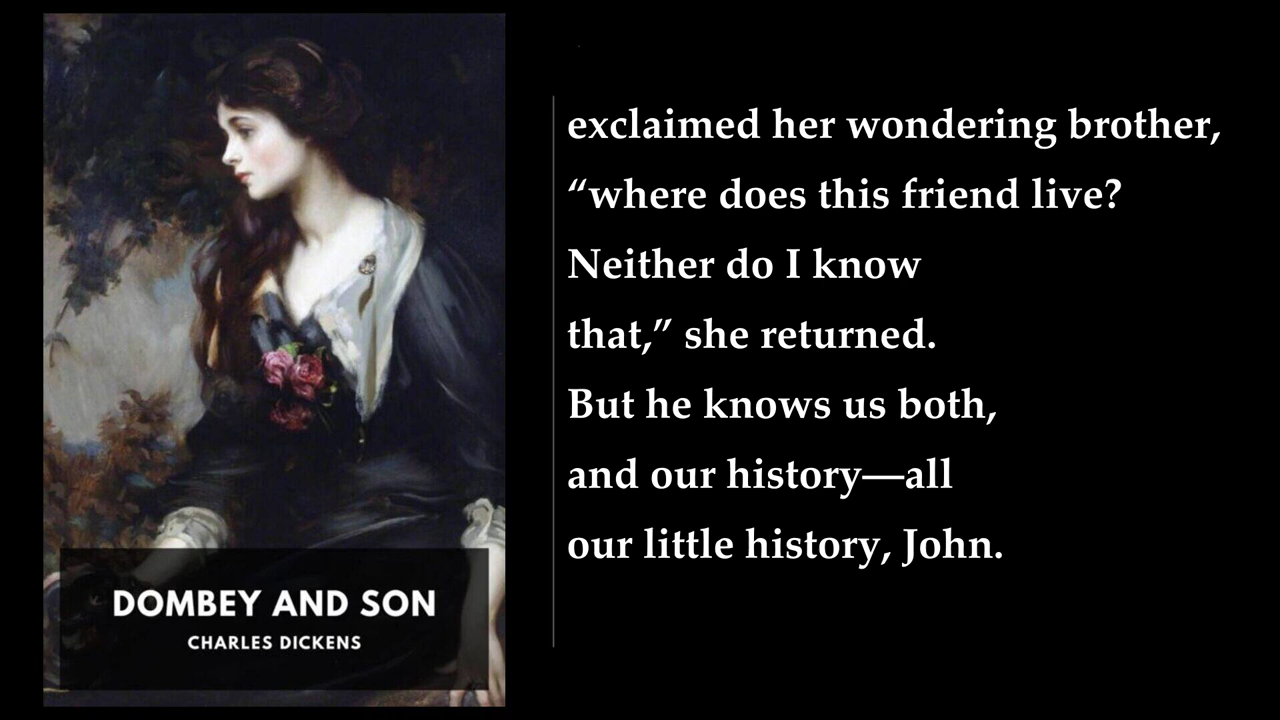 exclaimed her wondering brother,
“where does this friend live?
Neither do I know
that,” she returned.
But he knows us both,
and our history—all
our little history, John.
DOMBEY AND SON
CHARLES DICKENS